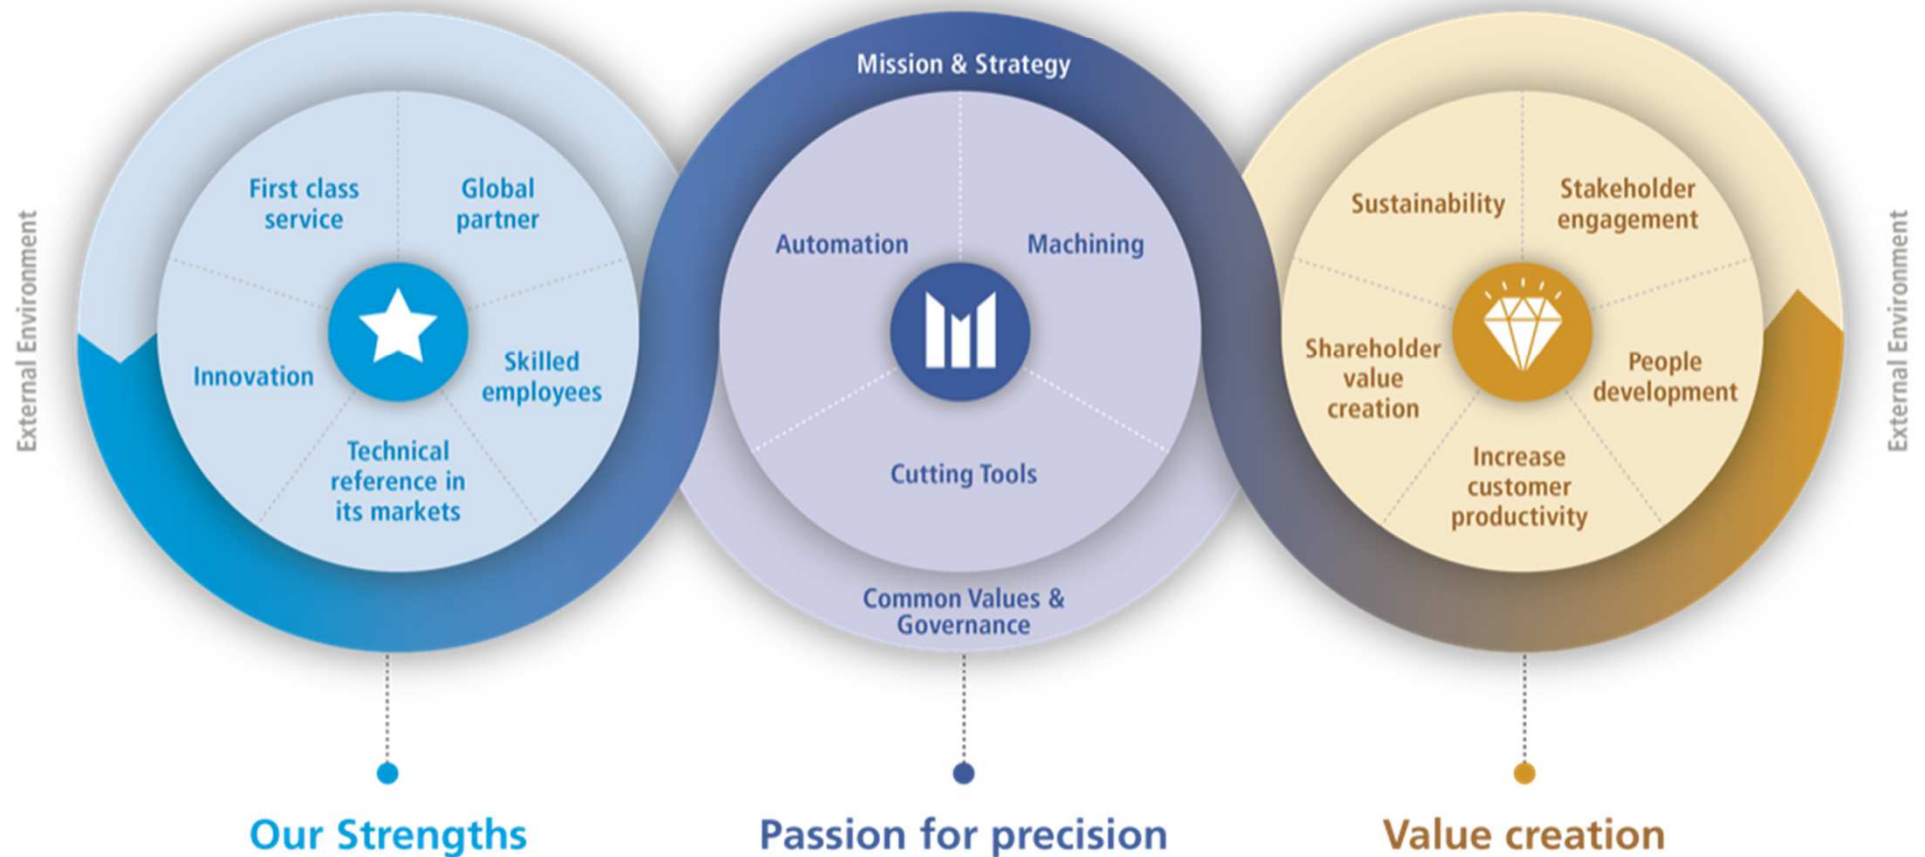 External Environment
First class
service
Global
partner
Innovation
Skilled
employees
Technical
reference in
its markets
Our Strengths
Mission & Strategy
Automation
Machining
Cutting Tools
Common Values &
Governance
Passion for precision
Sustainability
Stakeholder
engagement
Shareholder
value
creation
People
development
Increase
customer
productivity
Value creation
External Environment